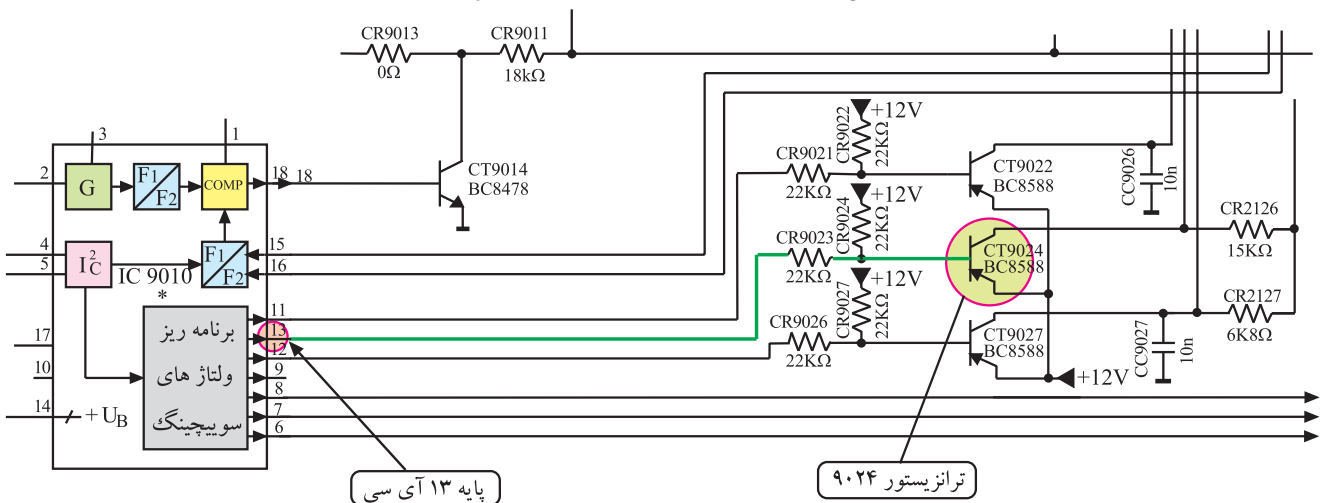 CR9013
0Ω
CR9011
18kΩ
CT9014
BC8478
3
1
2
G
F1
F2
COMP
18
18
4
5
I²C
IC 9010
*
F1
F2
15
16
17
10
14
+U_B
برنامه ریز
ولتاژ های
سوییچینگ
11
13
12
9
8
7
6
CR9021
22KΩ
CR9022
22KΩ
+12V
CR9023
22KΩ
CR9024
22KΩ
+12V
CR9026
22KΩ
CR9027
22KΩ
+12V
CT9022
BC8588
CT9024
BC8588
CT9027
BC8588
+12V
CC9026
10n
CC9027
10n
CR2126
15KΩ
CR2127
6K8Ω
پایه ۱۳ آی سی
ترانزیستور ۹۰۲۴